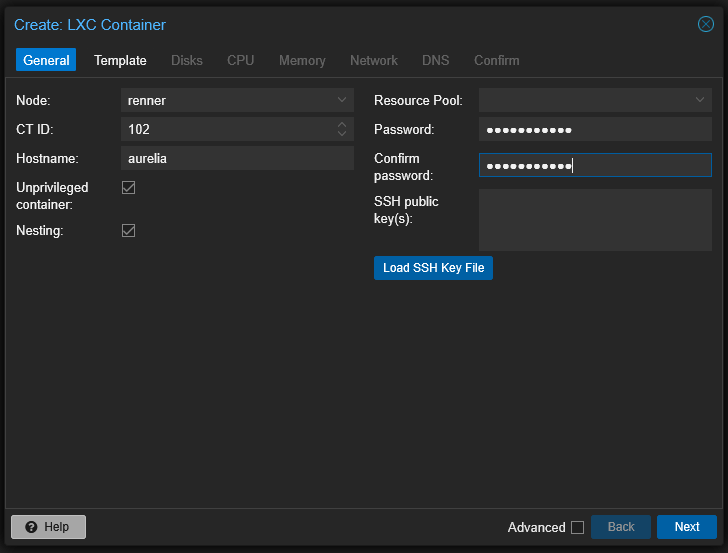 Create: LXC Container
General Template Disks CPU Memory Network DNS Confirm
Node: renner
CT ID: 102
Hostname: aurelia
Unprivileged
container:
Nesting:
Resource Pool:
Password: ●●●●●●●●●●●
Confirm
password: ●●●●●●●●●●●
SSH public
key(s):
Load SSH Key File
Help
Advanced
Back
Next